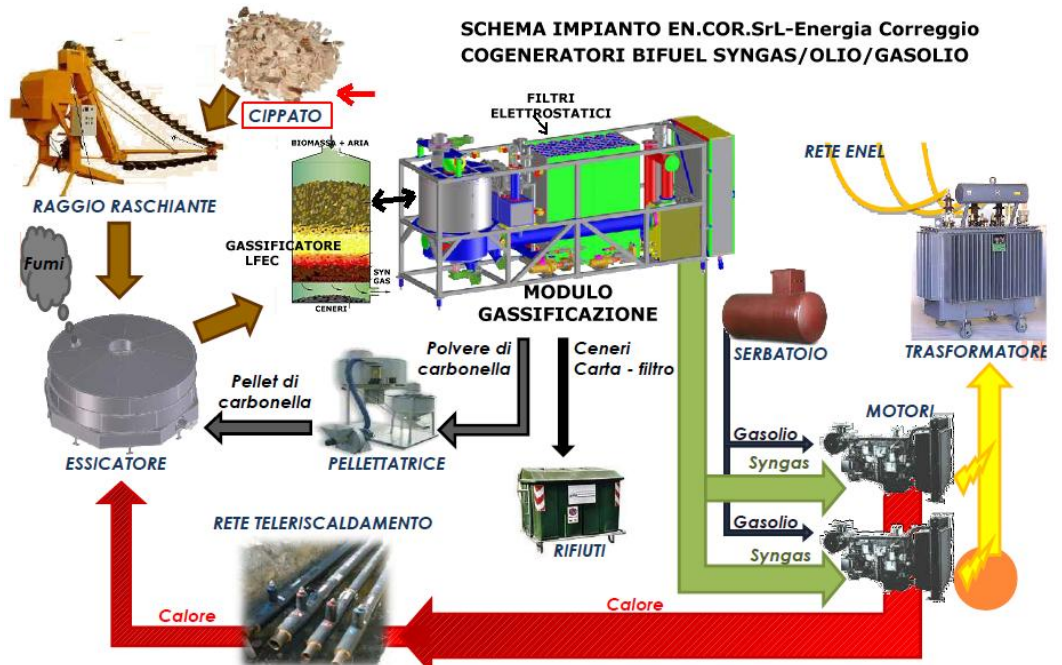 SCHEMA IMPIANTO EN.COR.SrL-Energia Correggio
COGENERATORI BIFUEL SYNGAS/OLIO/GASOLIO
CIPPATO
FILTRI
ELETTROSTATICI
BIOMASSA + ARIA
RETE ENEL
RAGGIO RASCHIANTE
GASSIFICATORE
LFEC
SYN
GAS
CENERI
Fumi
MODULO
GASSIFICAZIONE
SERBATOIO
TRASFORMATORE
Polvere di
carbonella
Ceneri
Carta - filtro
Pellet di
carbonella
MOTORI
Gasolio
Syngas
ESSICATORE
PELLETTATRICE
RETE TELERISCALDAMENTO
RIFIUTI
Gasolio
Syngas
Calore
Calore